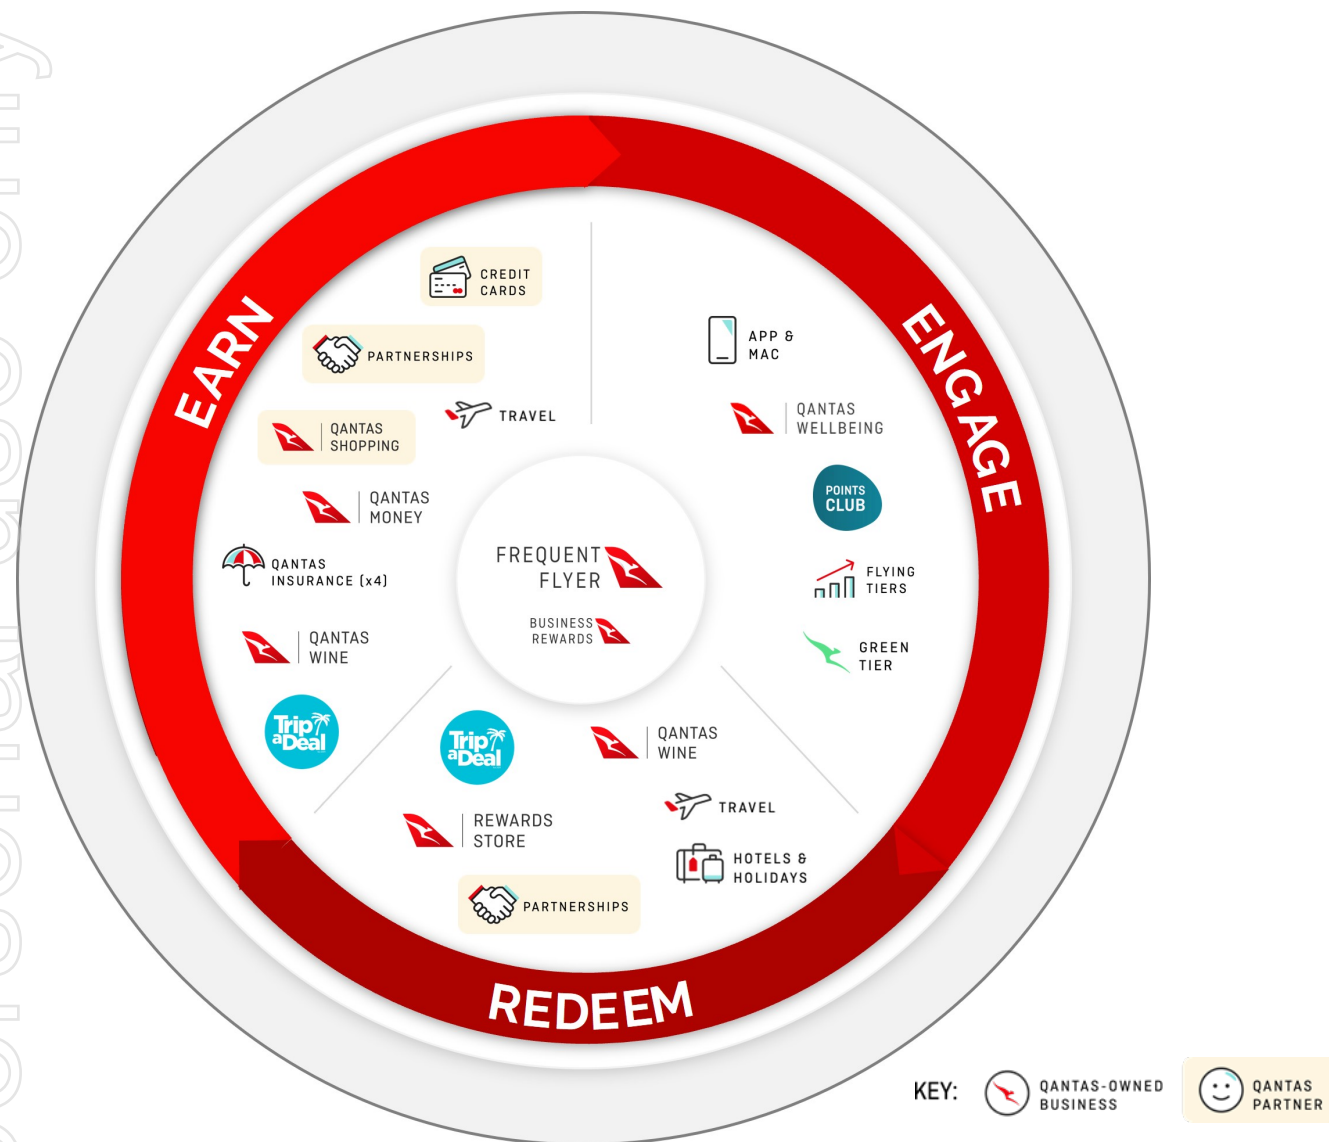 EARN
ENGAGE
REDEEM
CREDIT
CARDS
PARTNERSHIPS
TRAVEL
QANTAS
SHOPPING
QANTAS
MONEY
QANTAS
INSURANCE (x4)
QANTAS
WINE
Trip
aDeal
APP &
MAC
QANTAS
WELLBEING
POINTS
CLUB
FLYING
TIERS
GREEN
TIER
FREQUENT
FLYER
BUSINESS
REWARDS
Trip
aDeal
QANTAS
WINE
REWARDS
STORE
TRAVEL
HOTELS &
HOLIDAYS
PARTNERSHIPS
KEY:
QANTAS-OWNED
BUSINESS
QANTAS
PARTNER